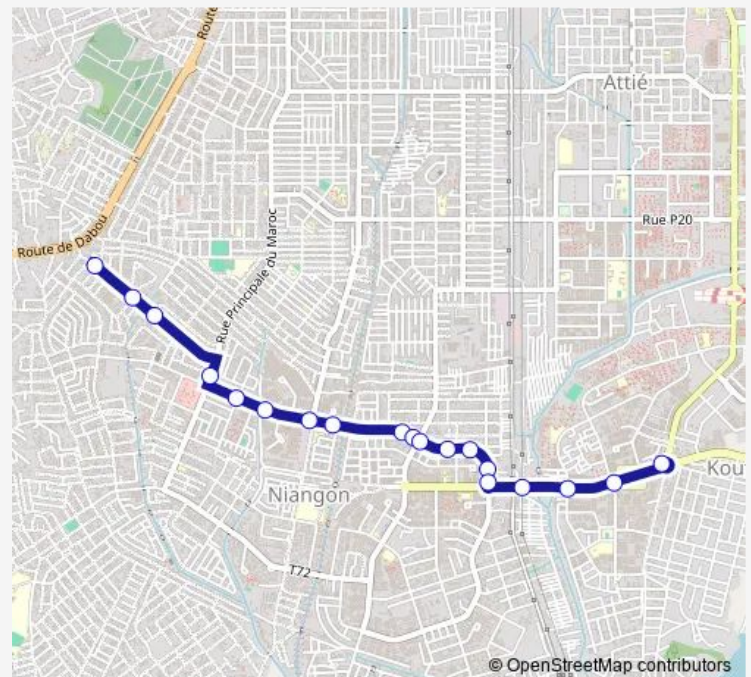 Route
Attié
Rue P20
Route de Dabou
Rue Principale du Maroc
Kou
Niangon
T72
© OpenStreetMap contributors